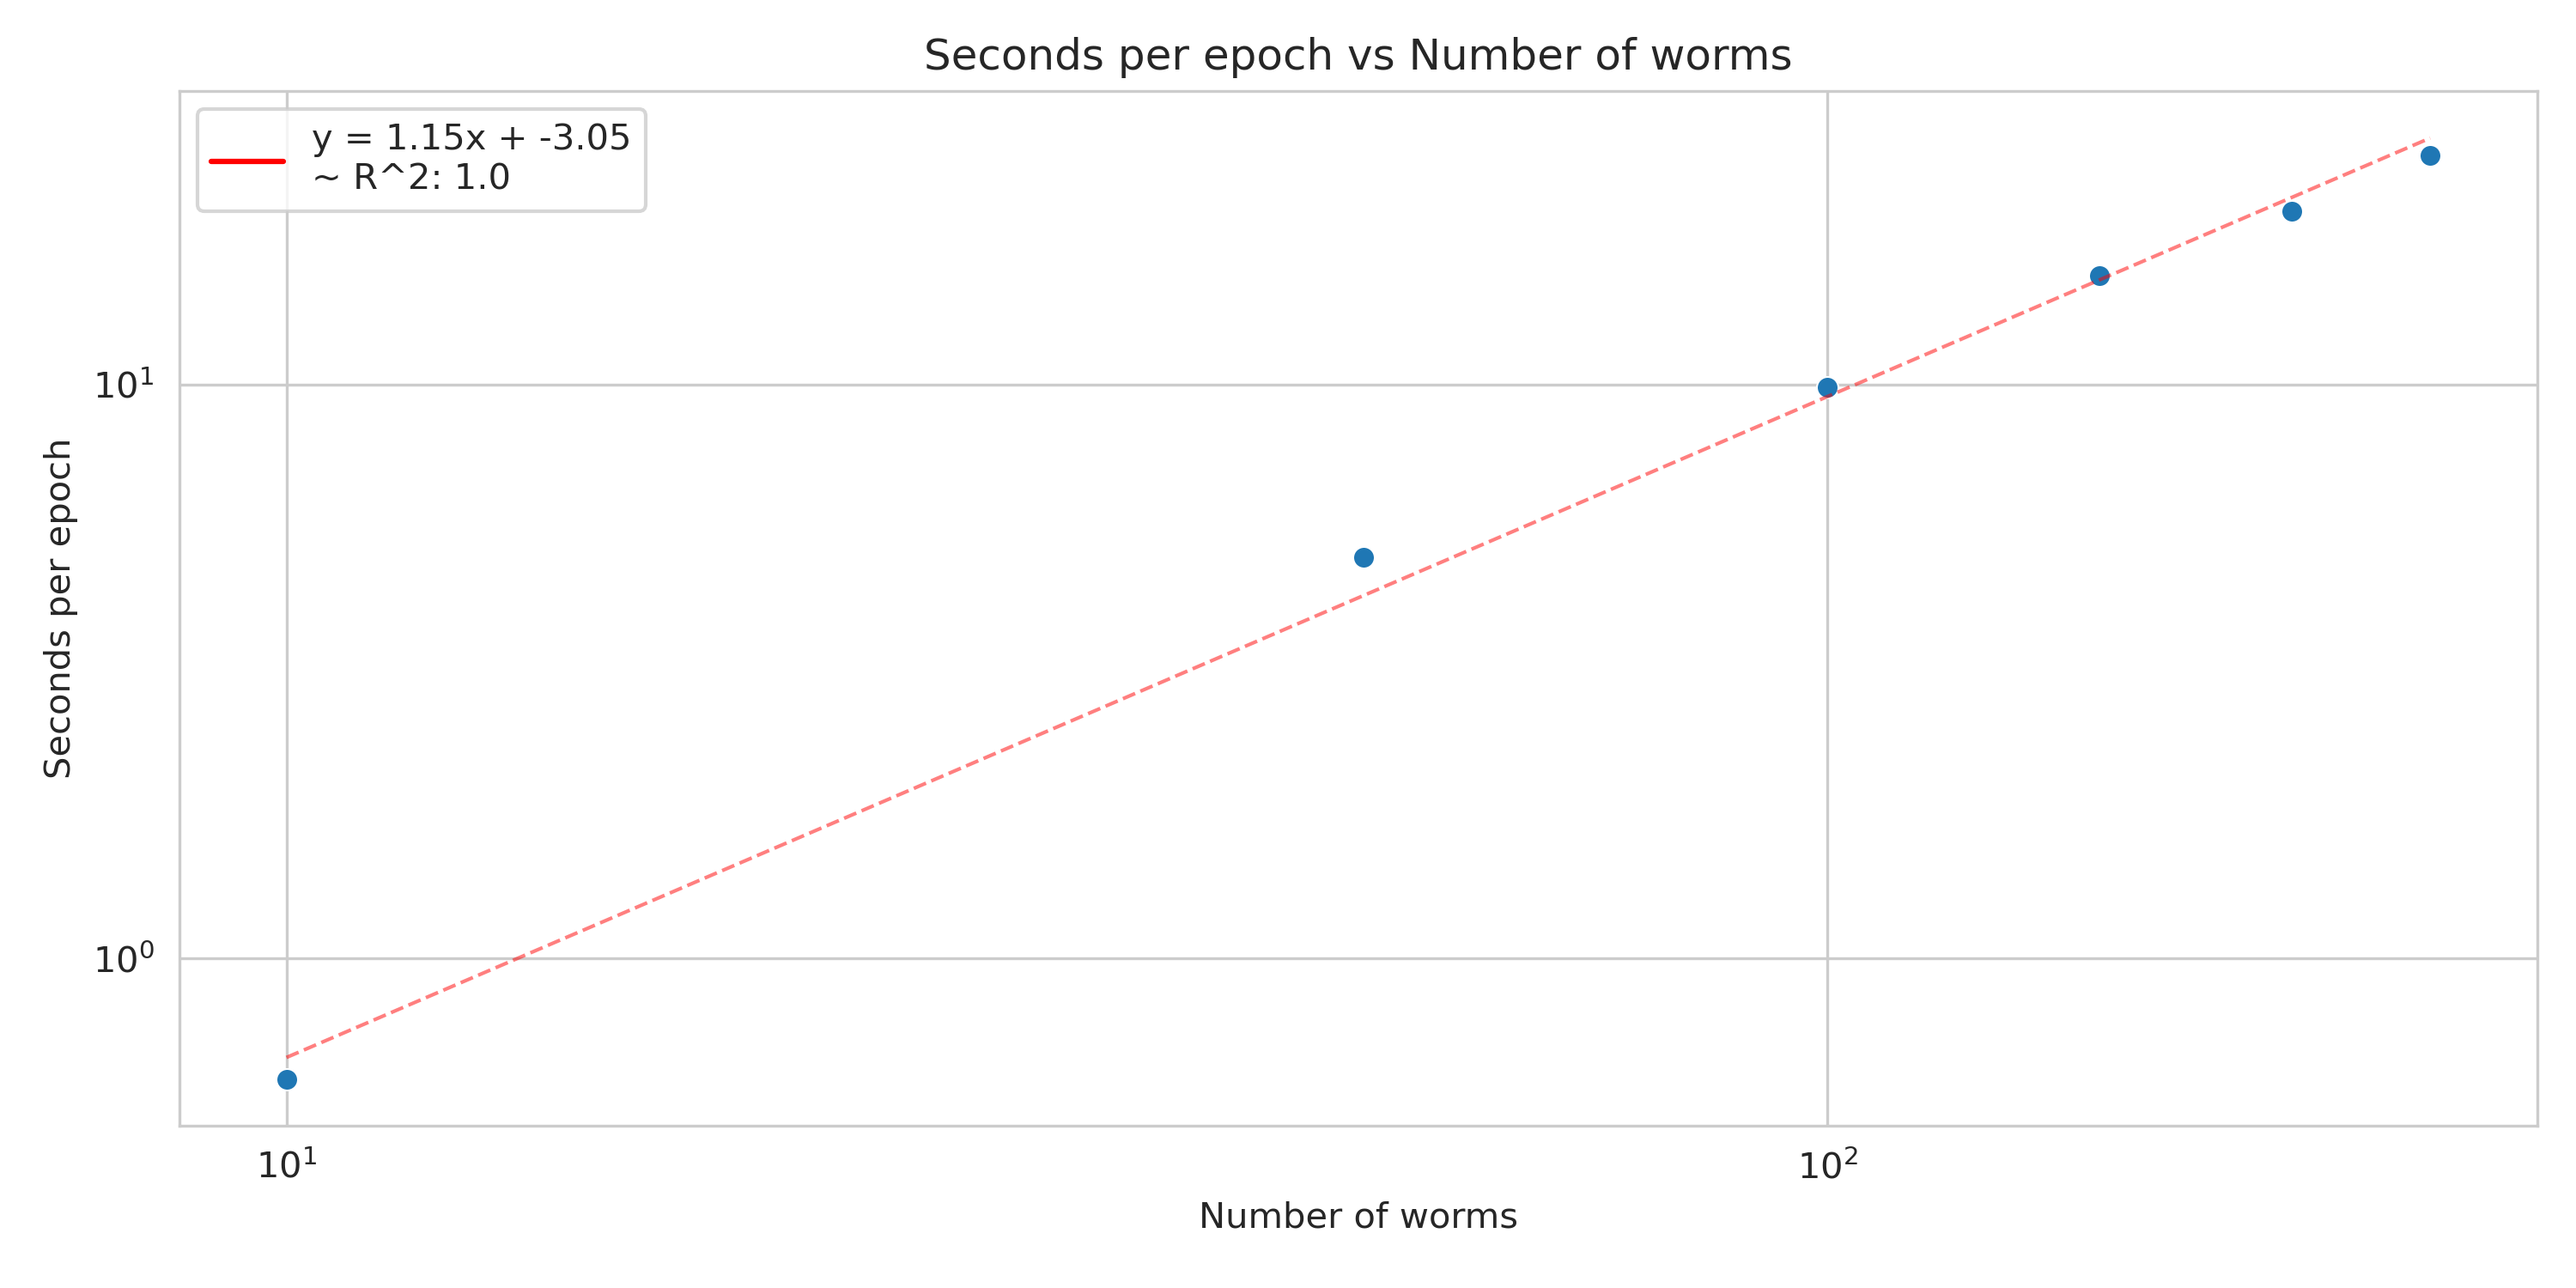 Seconds per epoch vs Number of worms
y = 1.15x + -3.05
~ R^2: 1.0
Seconds per epoch
10¹
10⁰
10¹
10²
Number of worms